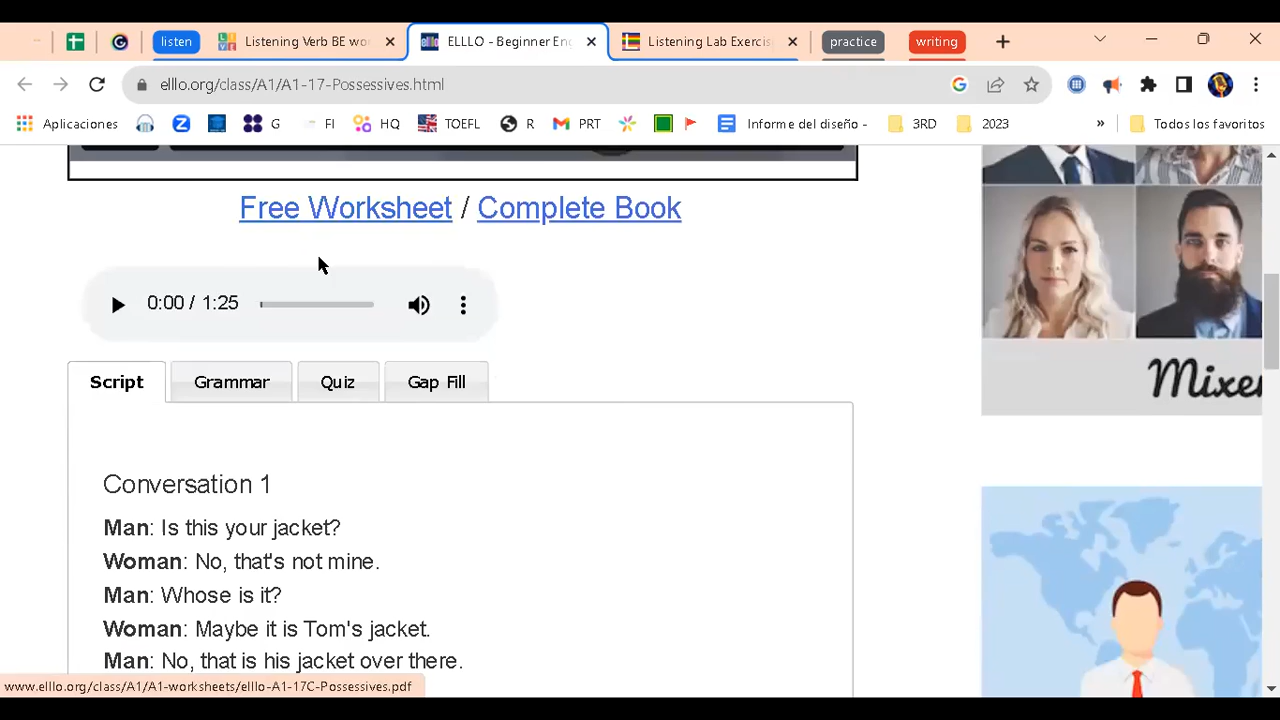 listen
Listening Verb BE wo
ELLLO - Beginner En
Listening Lab Exercis
practice
writing
elllo.org/class/A1/A1-17-Possessives.html
Aplicaciones
G
FI
HQ
TOEFL
R
PRT
Informe del diseño -
3RD
2023
»
Todos los favoritos
Free Worksheet / Complete Book
0:00 / 1:25
Script
Grammar
Quiz
Gap Fill
Mixer
Conversation 1
Man: Is this your jacket?
Woman: No, that's not mine.
Man: Whose is it?
Woman: Maybe it is Tom's jacket.
Man: No, that is his jacket over there.
www.elllo.org/class/A1/A1-worksheets/elllo-A1-17C-Possessives.pdf